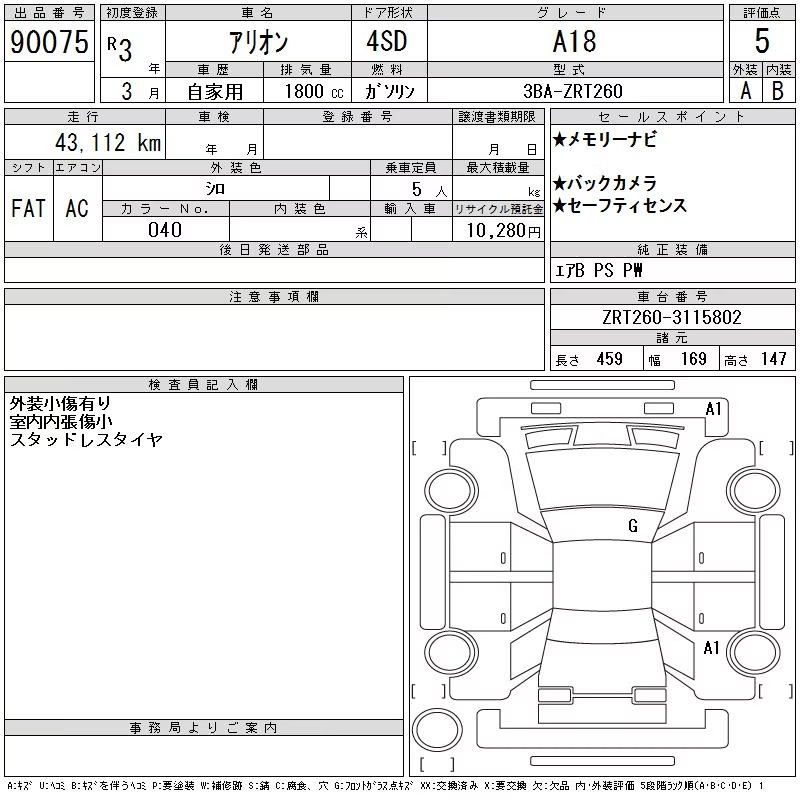 出品番号 初度登録 車名 ドア形状 グレード 評価点
90075 R3年 アリオン 4SD A18 5
車歴 排気量 燃料 型式 外装 内装
3月 自家用 1800cc ガソリン 3BA-ZRT260 A B
走行 車検 登録番号 譲渡書類期限 セールスポイント
43,112 km 年 月 月 日 ★メモリーナビ
シフト エアコン 外装色 乗車定員 最大積載量
シロ 5人 kg ★バックカメラ
FAT AC カラーNo. 内装色 輸入車 リサイクル預託金 ★セーフティセンス
040 系 10,280円
後日発送部品 純正装備
エアB PS PW
注意事項欄 車台番号
ZRT260-3115802
諸元
長さ 459 幅 169 高さ 147
検査員記入欄
外装小傷有り
室内内張傷小
スタッドレスタイヤ
A1
[ ] [ ]
G
A1
[ ] [ ]
事務局よりご案内
A:キズ U:ヘコミ B:キズを伴うヘコミ P:要塗装 W:補修跡 S:錆 C:腐食、穴 G:フロントガラス点キズ XX:交換済み X:要交換 欠:欠品 内・外装評価 5段階ランク順(A・B・C・D・E) 1